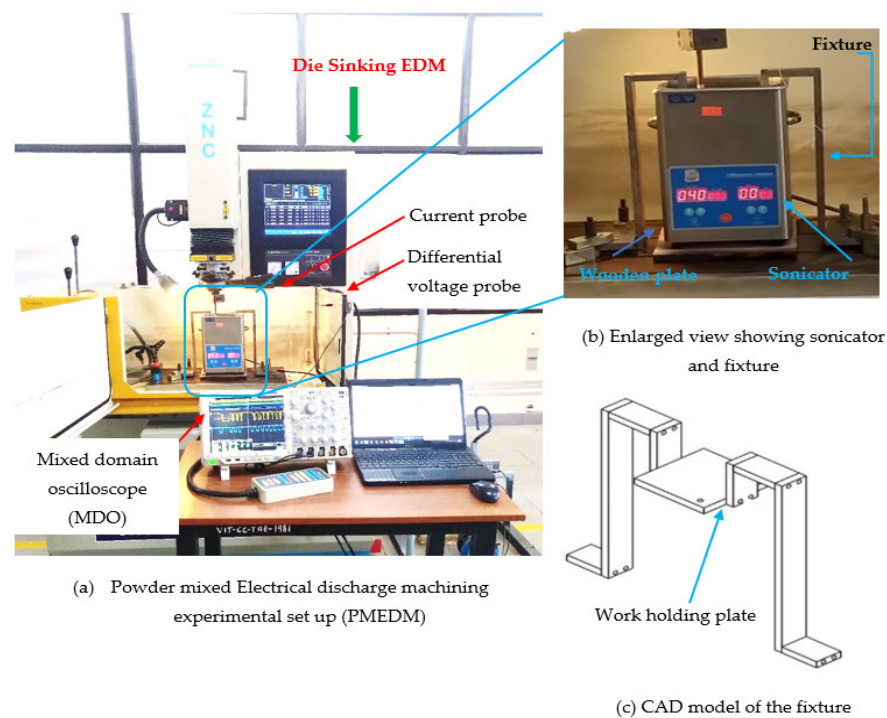 Die Sinking EDM
Z
N
C
Current probe
Differential
voltage probe
Mixed domain
oscilloscope
(MDO)
VIT-CC-TAE-1981
(a) Powder mixed Electrical discharge machining
experimental set up (PMEDM)
Fixture
040
00
Wooden plate
Sonicator
(b) Enlarged view showing sonicator
and fixture
Work holding plate
(c) CAD model of the fixture